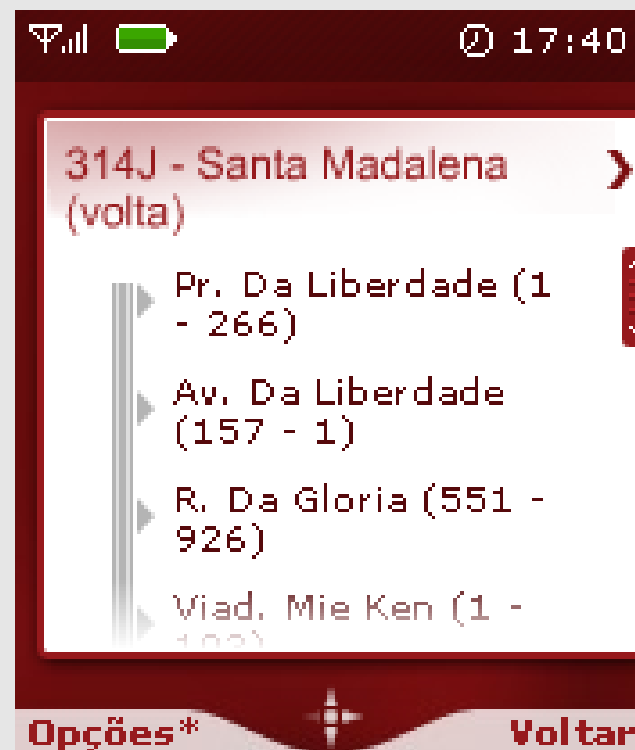 17:40
314J - Santa Madalena
(volta)
Pr. Da Liberdade (1
- 266)
Av. Da Liberdade
(157 - 1)
R. Da Gloria (551 -
926)
Viad. Mie Ken (1 -
Opções*
Voltar